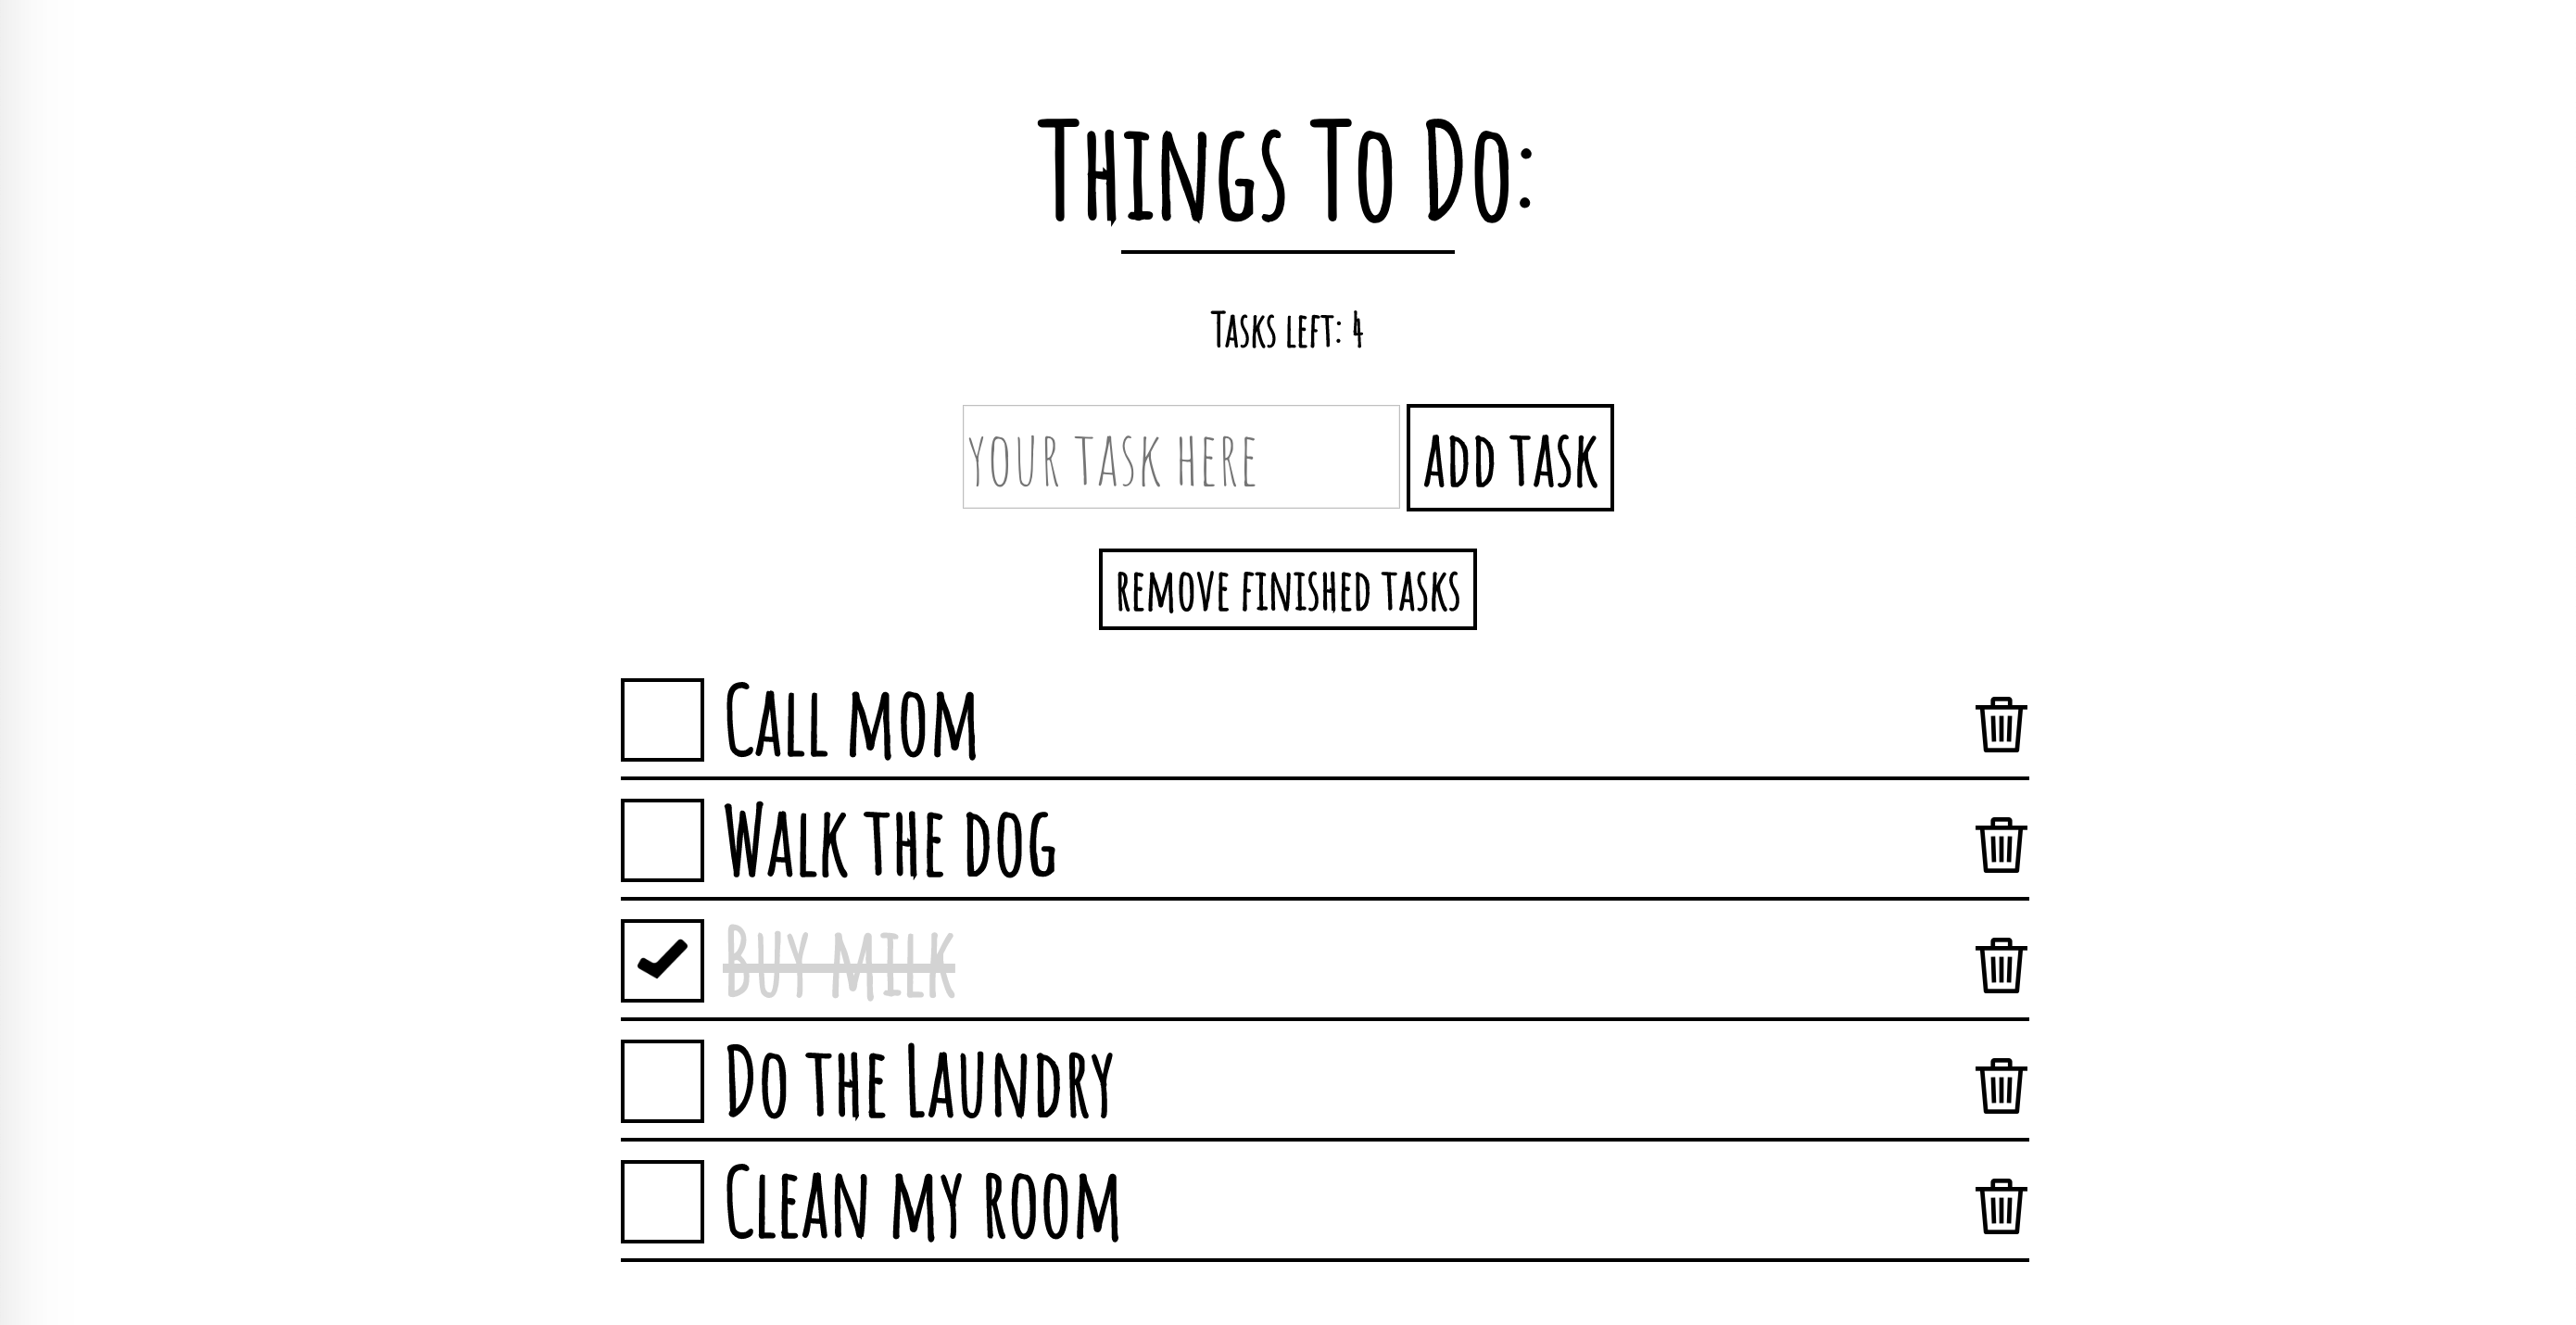 Things To Do:
Tasks left: 4
your task here
add task
remove finished tasks
Call mom
Walk the dog
Buy milk
Do the Laundry
Clean my room